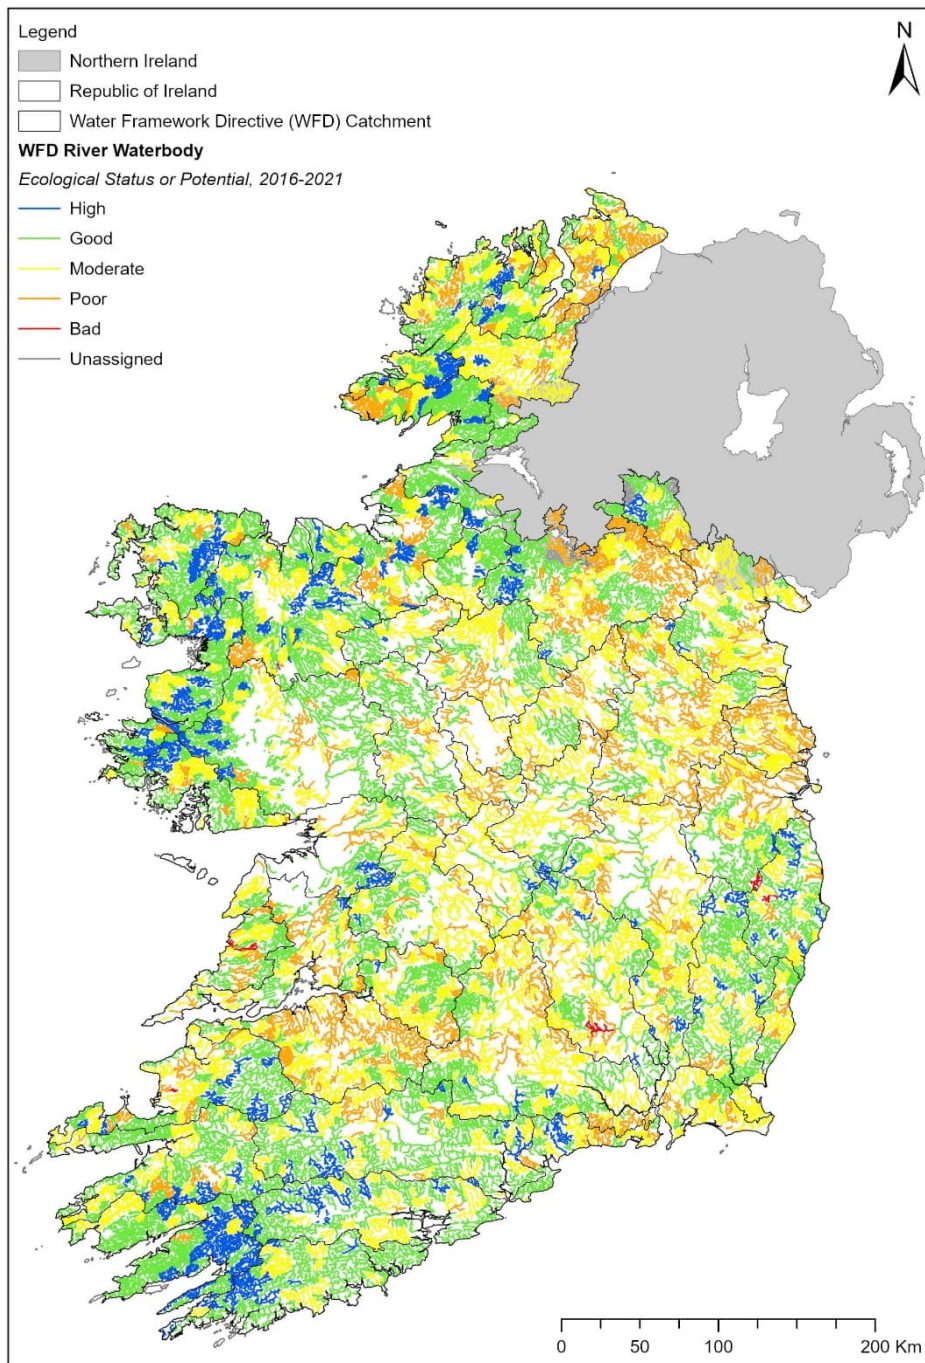 Legend
N
Northern Ireland
Republic of Ireland
Water Framework Directive (WFD) Catchment
WFD River Waterbody
Ecological Status or Potential, 2016-2021
High
Good
Moderate
Poor
Bad
Unassigned
0 50 100 200 Km